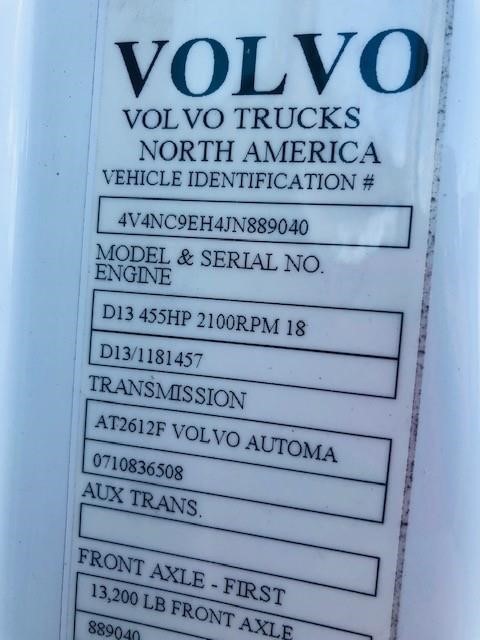 VOLVO
VOLVO TRUCKS
NORTH AMERICA
VEHICLE IDENTIFICATION #
4V4NC9EH4JN889040
MODEL & SERIAL NO.
ENGINE
D13 455HP 2100RPM 18
D13/1181457
TRANSMISSION
AT2612F VOLVO AUTOMA
0710836508
AUX TRANS.
FRONT AXLE - FIRST
13,200 LB FRONT AXLE
889040